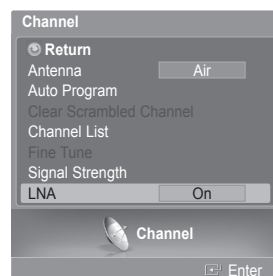 Channel
Return
Antenna Air
Auto Program
Clear Scrambled Channel
Channel List
Fine Tune
Signal Strength
LNA On
Channel
Enter